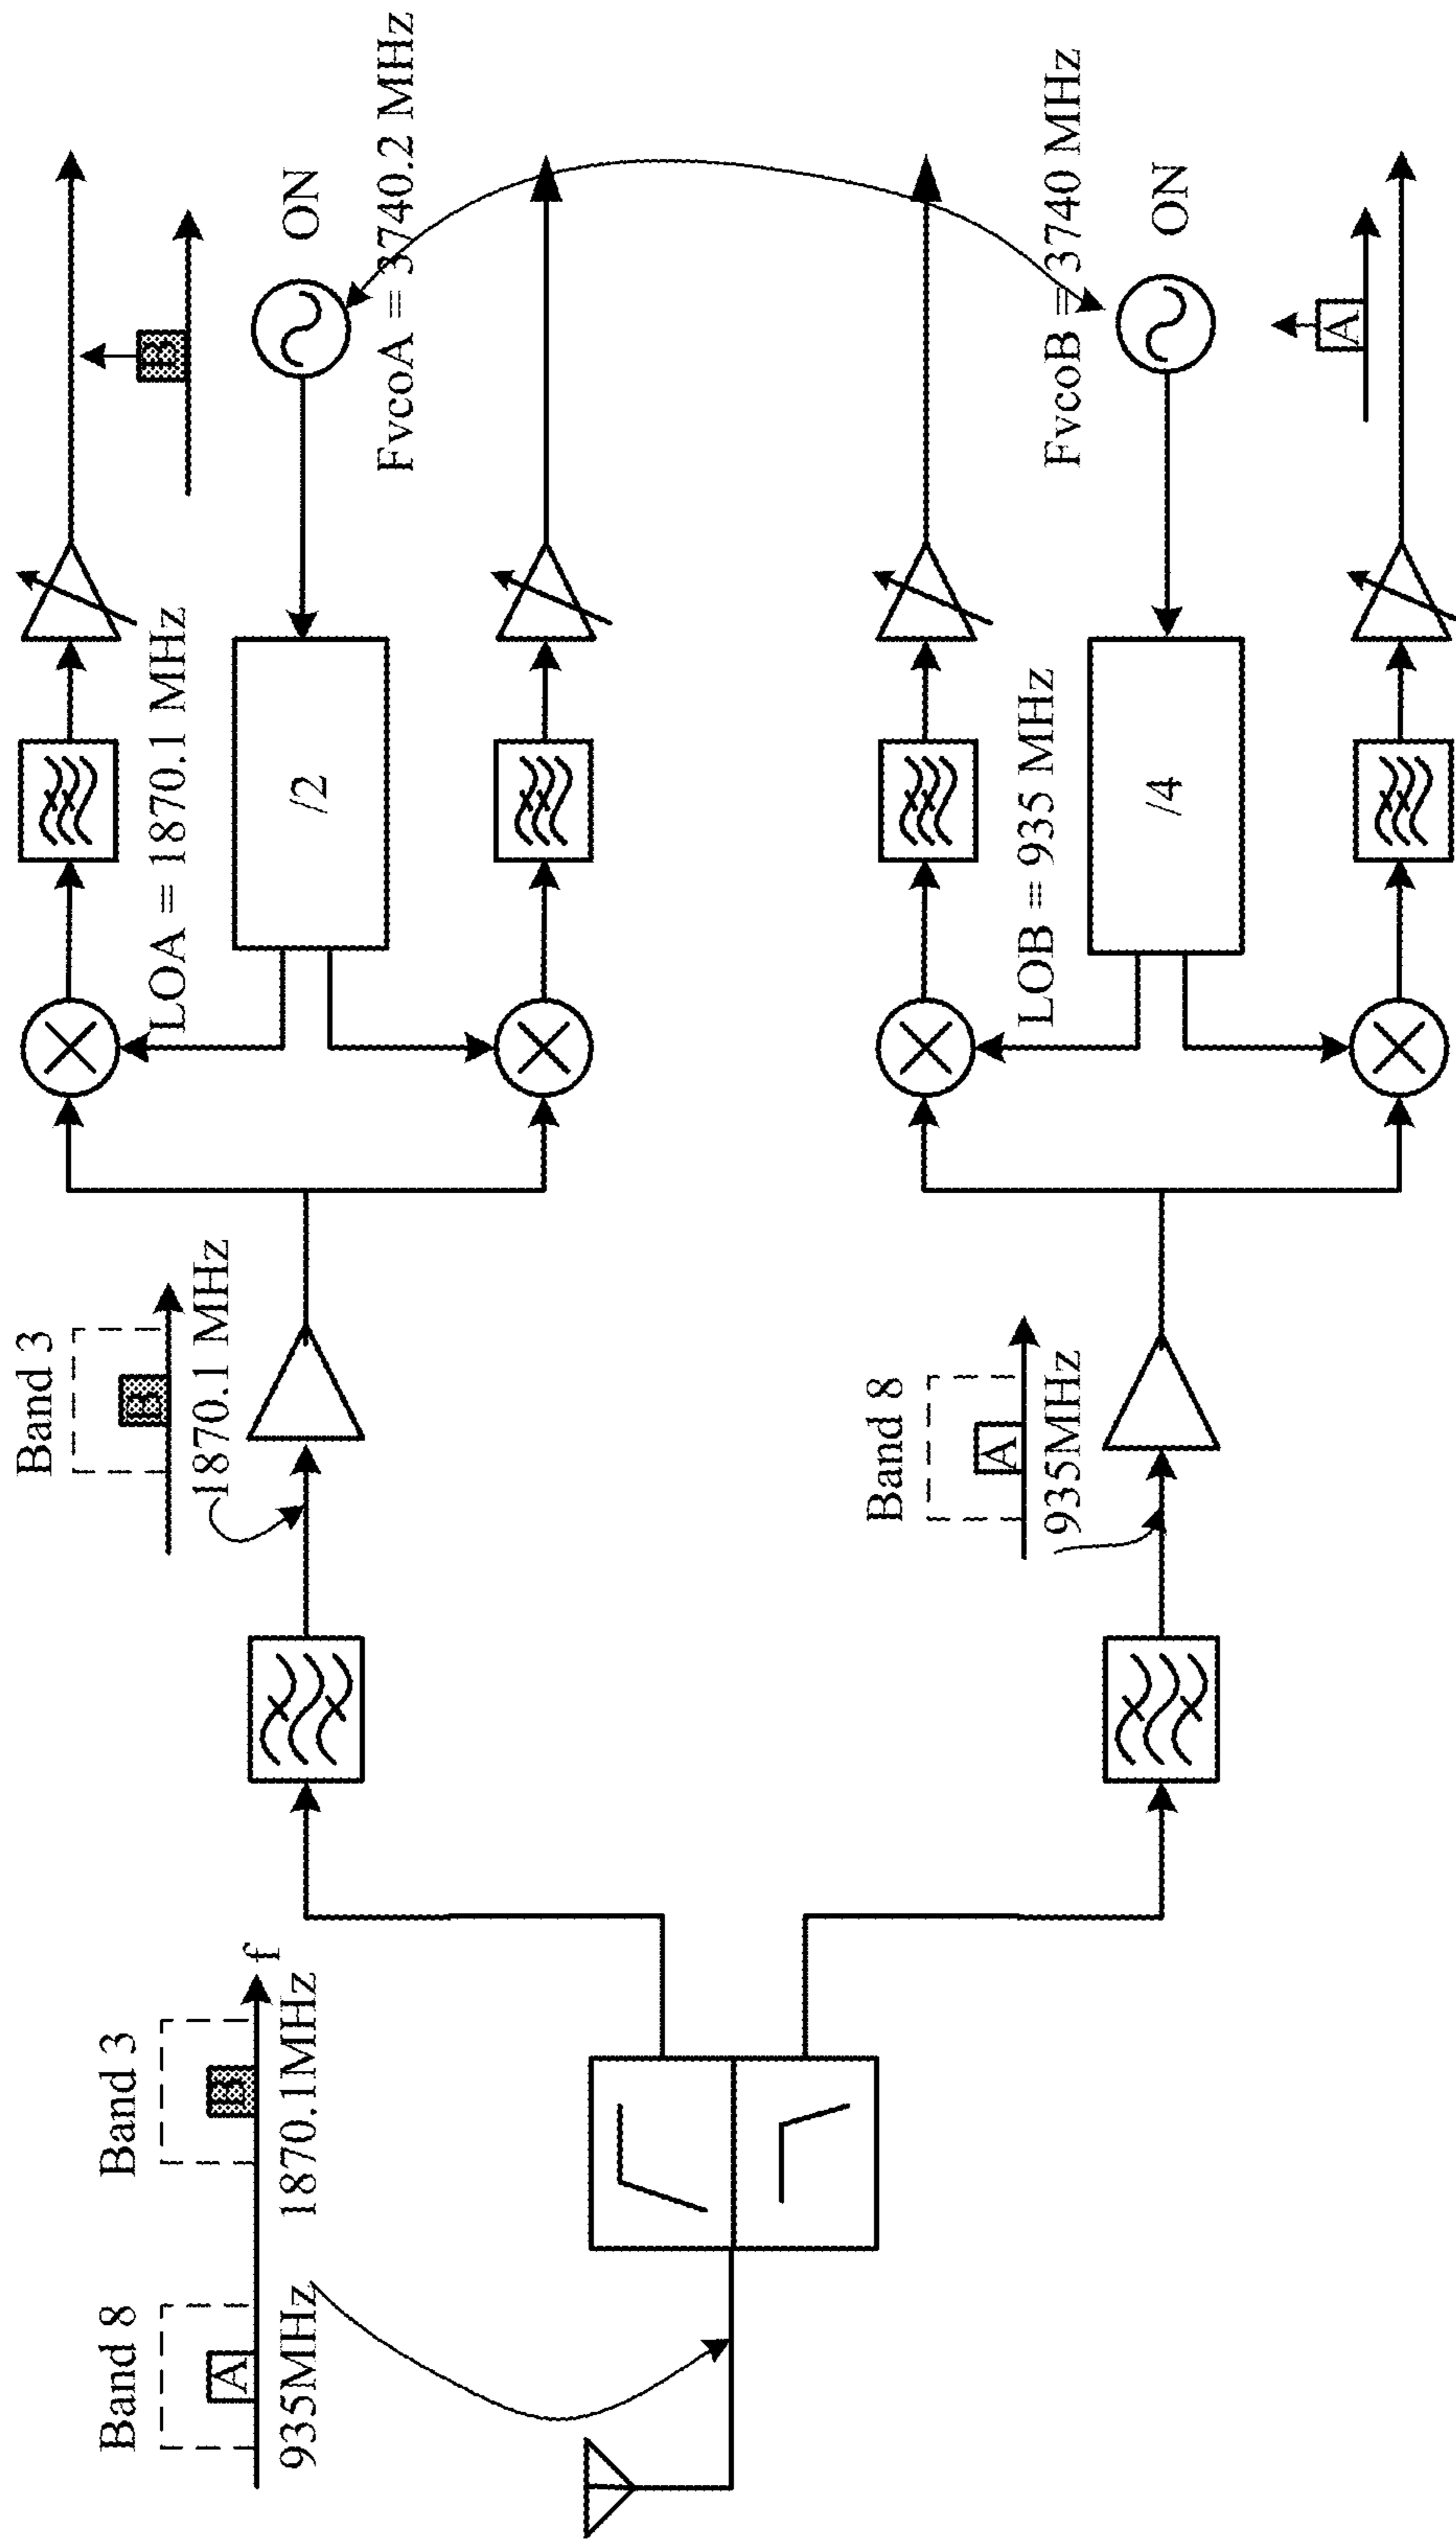 Band 8
A
935MHz
Band 3
B
1870.1MHz
f
Band 3
B
1870.1 MHz
LOA = 1870.1 MHz
/2
B
ON
FvcoA = 3740.2 MHz
Band 8
A
935MHz
LOB = 935 MHz
/4
FvcoB = 3740 MHz
ON
A